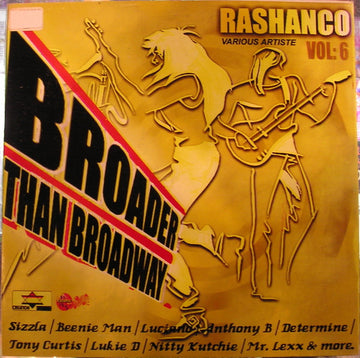 RASHANCO
VARIOUS ARTISTE
VOL: 6
BROADER
THAN BROADWAY
Sizzla / Beenie Man / Luciano / Anthony B / Determine /
Tony Curtis / Lukie D / Nitty Kutchie / Mr. Lexx & more.